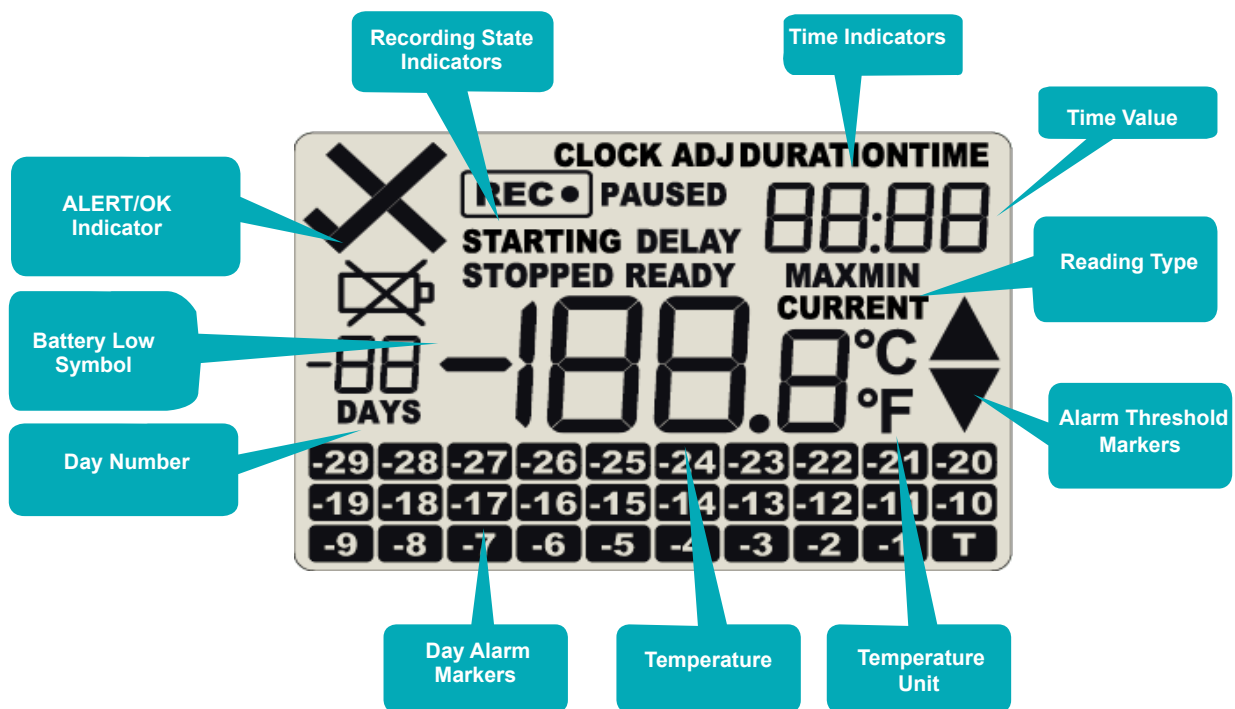 Recording State
Indicators
Time Indicators
Time Value
ALERT/OK
Indicator
CLOCK ADJ DURATION TIME
REC● PAUSED
88:88
STARTING DELAY
STOPPED READY
MAX MIN
CURRENT
Reading Type
Battery Low
Symbol
-88
DAYS
-188.8
°C
°F
Alarm Threshold
Markers
Day Number
-29 -28 -27 -26 -25 -24 -23 -22 -21 -20
-19 -18 -17 -16 -15 -14 -13 -12 -11 -10
-9 -8 -7 -6 -5 -4 -3 -2 -1 T
Day Alarm
Markers
Temperature
Temperature
Unit